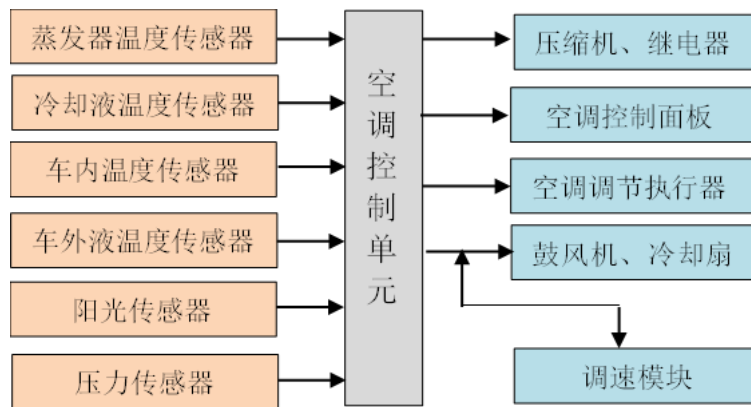 蒸发器温度传感器
冷却液温度传感器
车内温度传感器
车外液温度传感器
阳光传感器
压力传感器
空调控制单元
压缩机、继电器
空调控制面板
空调调节执行器
鼓风机、冷却扇
调速模块